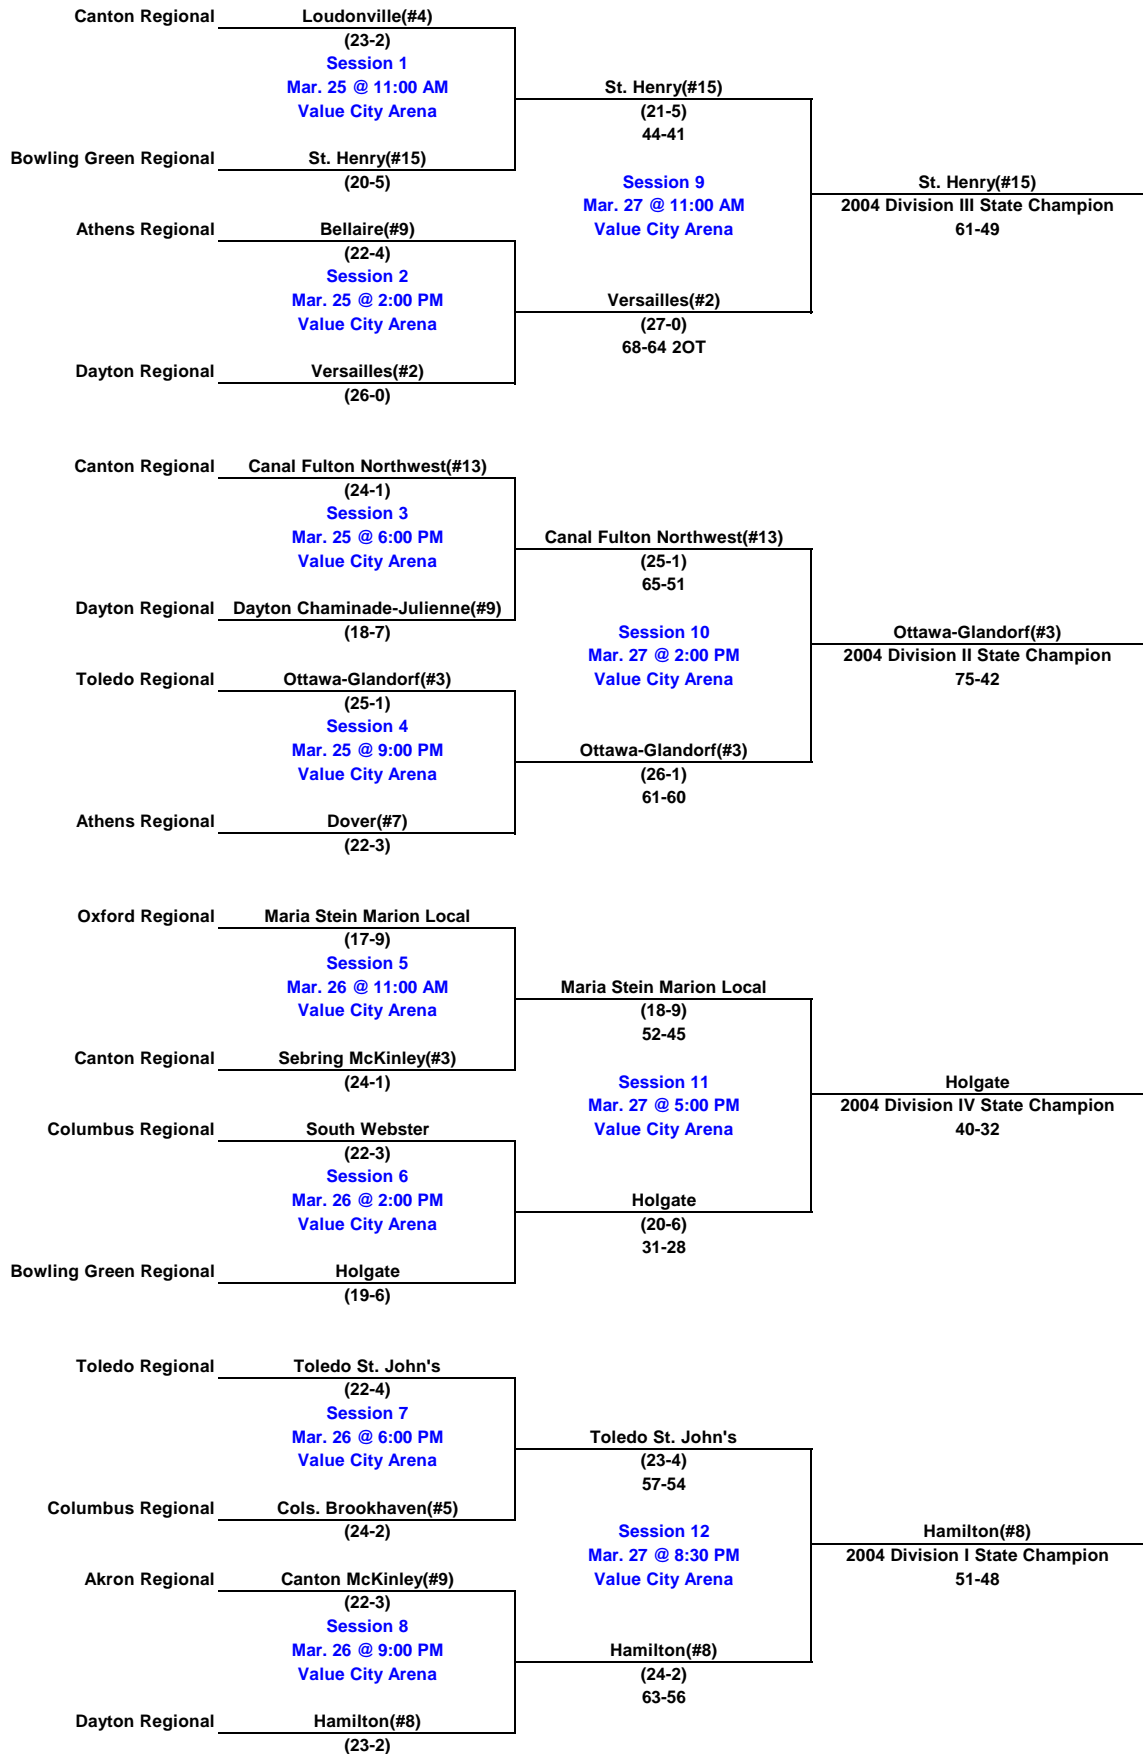 Canton Regional
Loudonville(#4)
(23-2)
Session 1
Mar. 25 @ 11:00 AM
Value City Arena
St. Henry(#15)
(21-5)
44-41
Bowling Green Regional
St. Henry(#15)
(20-5)
Session 9
Mar. 27 @ 11:00 AM
Value City Arena
St. Henry(#15)
2004 Division III State Champion
61-49
Athens Regional
Bellaire(#9)
(22-4)
Session 2
Mar. 25 @ 2:00 PM
Value City Arena
Versailles(#2)
(27-0)
68-64 2OT
Dayton Regional
Versailles(#2)
(26-0)
Canton Regional
Canal Fulton Northwest(#13)
(24-1)
Session 3
Mar. 25 @ 6:00 PM
Value City Arena
Canal Fulton Northwest(#13)
(25-1)
65-51
Dayton Regional
Dayton Chaminade-Julienne(#9)
(18-7)
Session 10
Mar. 27 @ 2:00 PM
Value City Arena
Ottawa-Glandorf(#3)
2004 Division II State Champion
75-42
Toledo Regional
Ottawa-Glandorf(#3)
(25-1)
Session 4
Mar. 25 @ 9:00 PM
Value City Arena
Ottawa-Glandorf(#3)
(26-1)
61-60
Athens Regional
Dover(#7)
(22-3)
Oxford Regional
Maria Stein Marion Local
(17-9)
Session 5
Mar. 26 @ 11:00 AM
Value City Arena
Maria Stein Marion Local
(18-9)
52-45
Canton Regional
Sebring McKinley(#3)
(24-1)
Session 11
Mar. 27 @ 5:00 PM
Value City Arena
Holgate
2004 Division IV State Champion
40-32
Columbus Regional
South Webster
(22-3)
Session 6
Mar. 26 @ 2:00 PM
Value City Arena
Holgate
(20-6)
31-28
Bowling Green Regional
Holgate
(19-6)
Toledo Regional
Toledo St. John's
(22-4)
Session 7
Mar. 26 @ 6:00 PM
Value City Arena
Toledo St. John's
(23-4)
57-54
Columbus Regional
Cols. Brookhaven(#5)
(24-2)
Session 12
Mar. 27 @ 8:30 PM
Value City Arena
Hamilton(#8)
2004 Division I State Champion
51-48
Akron Regional
Canton McKinley(#9)
(22-3)
Session 8
Mar. 26 @ 9:00 PM
Value City Arena
Hamilton(#8)
(24-2)
63-56
Dayton Regional
Hamilton(#8)
(23-2)